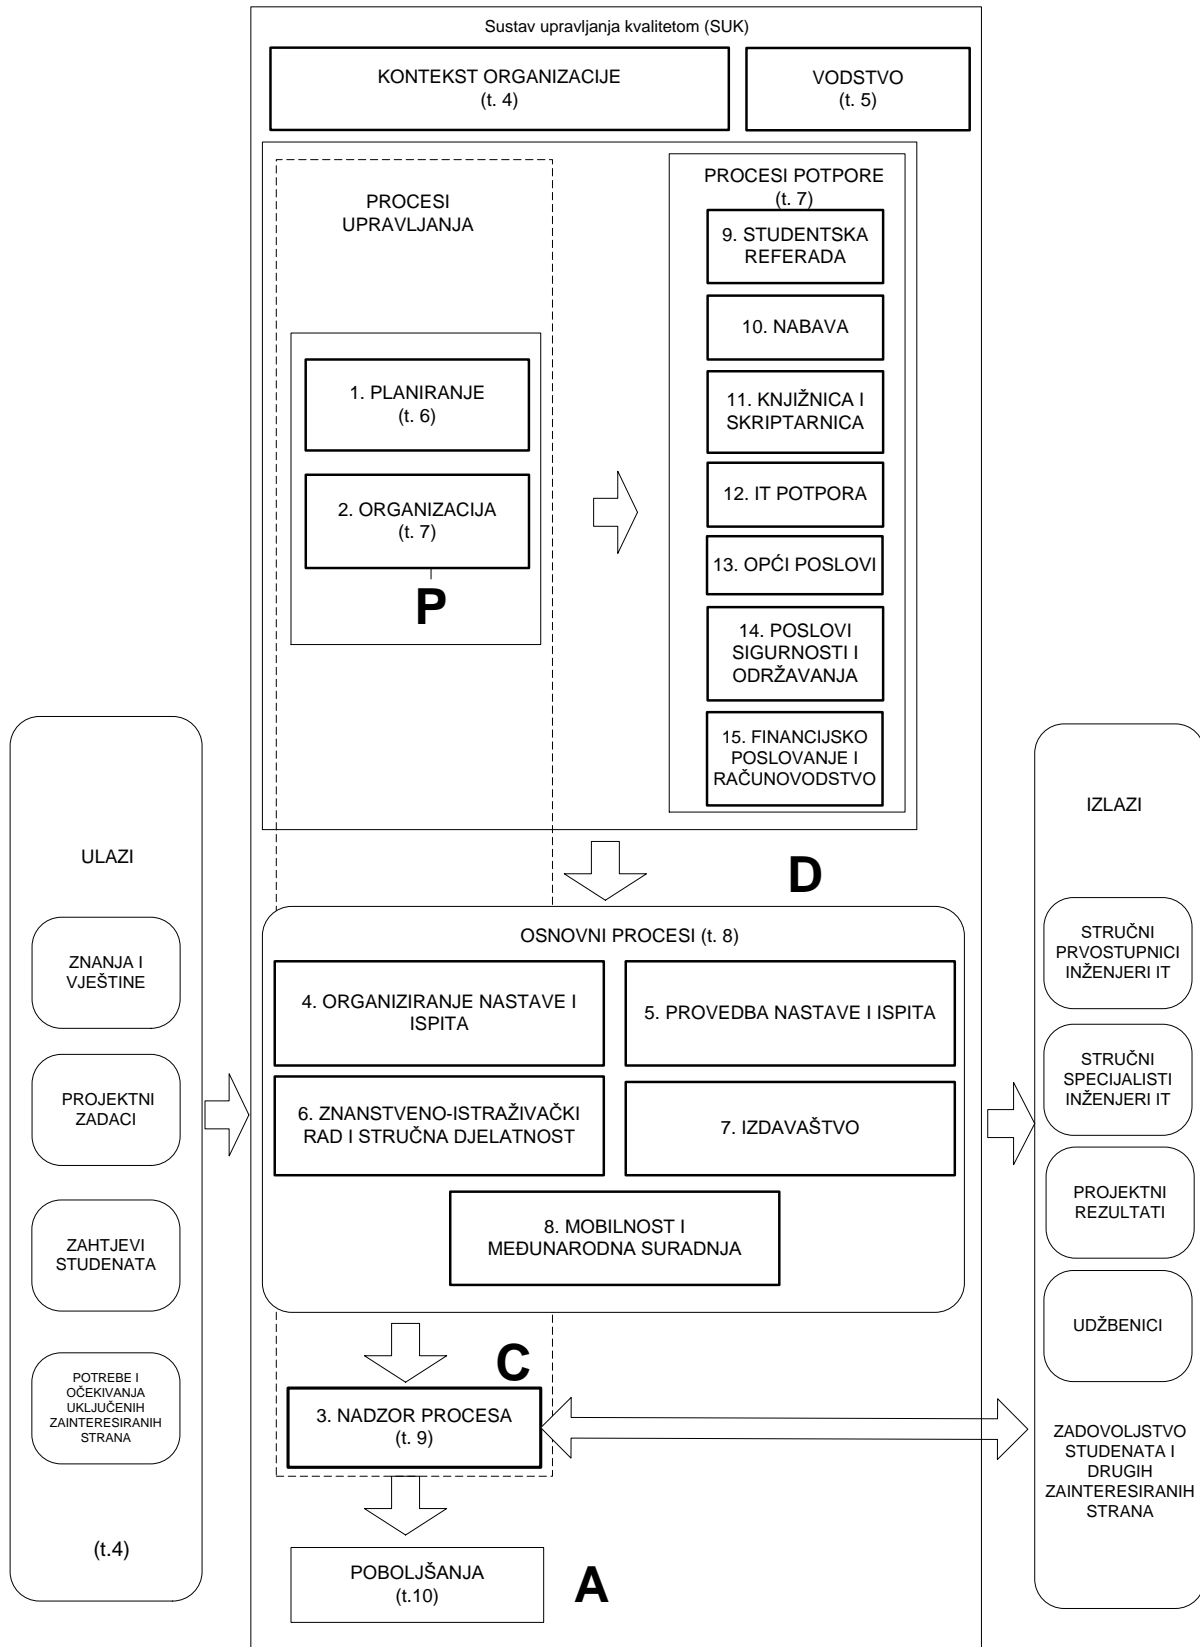 Sustav upravljanja kvalitetom (SUK)
KONTEKST ORGANIZACIJE
(t. 4)
VODSTVO
(t. 5)
PROCESI
UPRAVLJANJA
1. PLANIRANJE
(t. 6)
2. ORGANIZACIJA
(t. 7)
P
PROCESI POTPORE
(t. 7)
9. STUDENTSKA
REFERADA
10. NABAVA
11. KNJIŽNICA I
SKRIPTARNICA
12. IT POTPORA
13. OPĆI POSLOVI
14. POSLOVI
SIGURNOSTI I
ODRŽAVANJA
15. FINANCIJSKO
POSLOVANJE I
RAČUNOVODSTVO
D
ULAZI
ZNANJA I
VJEŠTINE
PROJEKTNI
ZADACI
ZAHTJEVI
STUDENATA
POTREBE I
OČEKIVANJA
UKLJUČENIH
ZAINTERESIRANIH
STRANA
(t.4)
OSNOVNI PROCESI (t. 8)
4. ORGANIZIRANJE NASTAVE I
ISPITA
5. PROVEDBA NASTAVE I ISPITA
6. ZNANSTVENO-ISTRAŽIVAČKI
RAD I STRUČNA DJELATNOST
7. IZDAVAŠTVO
8. MOBILNOST I
MEĐUNARODNA SURADNJA
C
3. NADZOR PROCESA
(t. 9)
POBOLJŠANJA
(t.10)
A
IZLAZI
STRUČNI
PRVOSTUPNICI
INŽENJERI IT
STRUČNI
SPECIJALISTI
INŽENJERI IT
PROJEKTNI
REZULTATI
UDŽBENICI
ZADOVOLJSTVO
STUDENATA I
DRUGIH
ZAINTERESIRANIH
STRANA